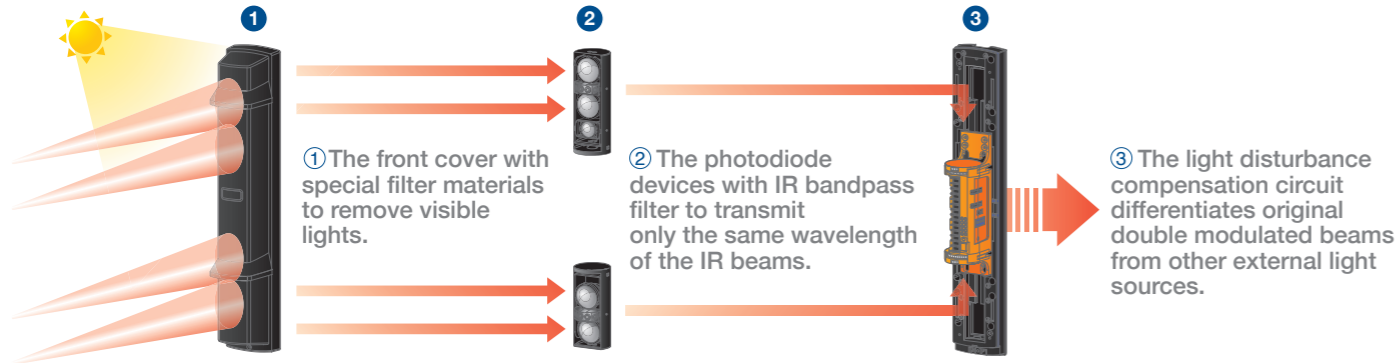 1
2
3
① The front cover with
special filter materials
to remove visible
lights.
② The photodiode
devices with IR bandpass
filter to transmit
only the same wavelength
of the IR beams.
③ The light disturbance
compensation circuit
differentiates original
double modulated beams
from other external light
sources.